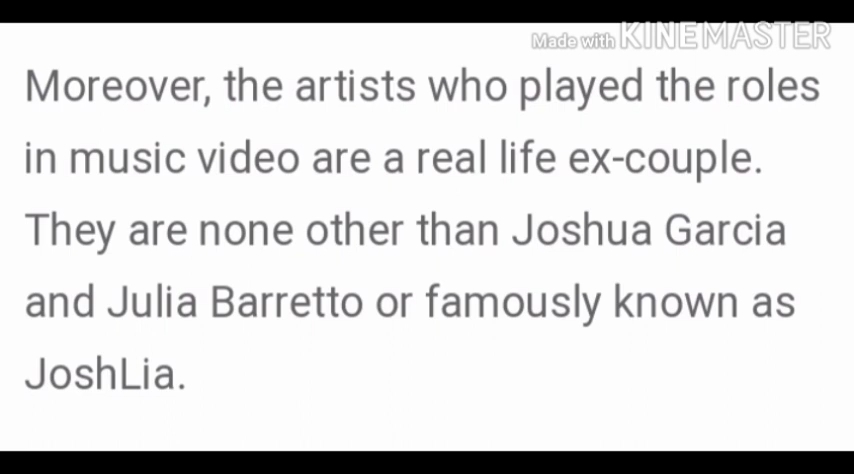 Made with KINEMASTER
Moreover, the artists who played the roles
in music video are a real life ex-couple.
They are none other than Joshua Garcia
and Julia Barretto or famously known as
JoshLia.